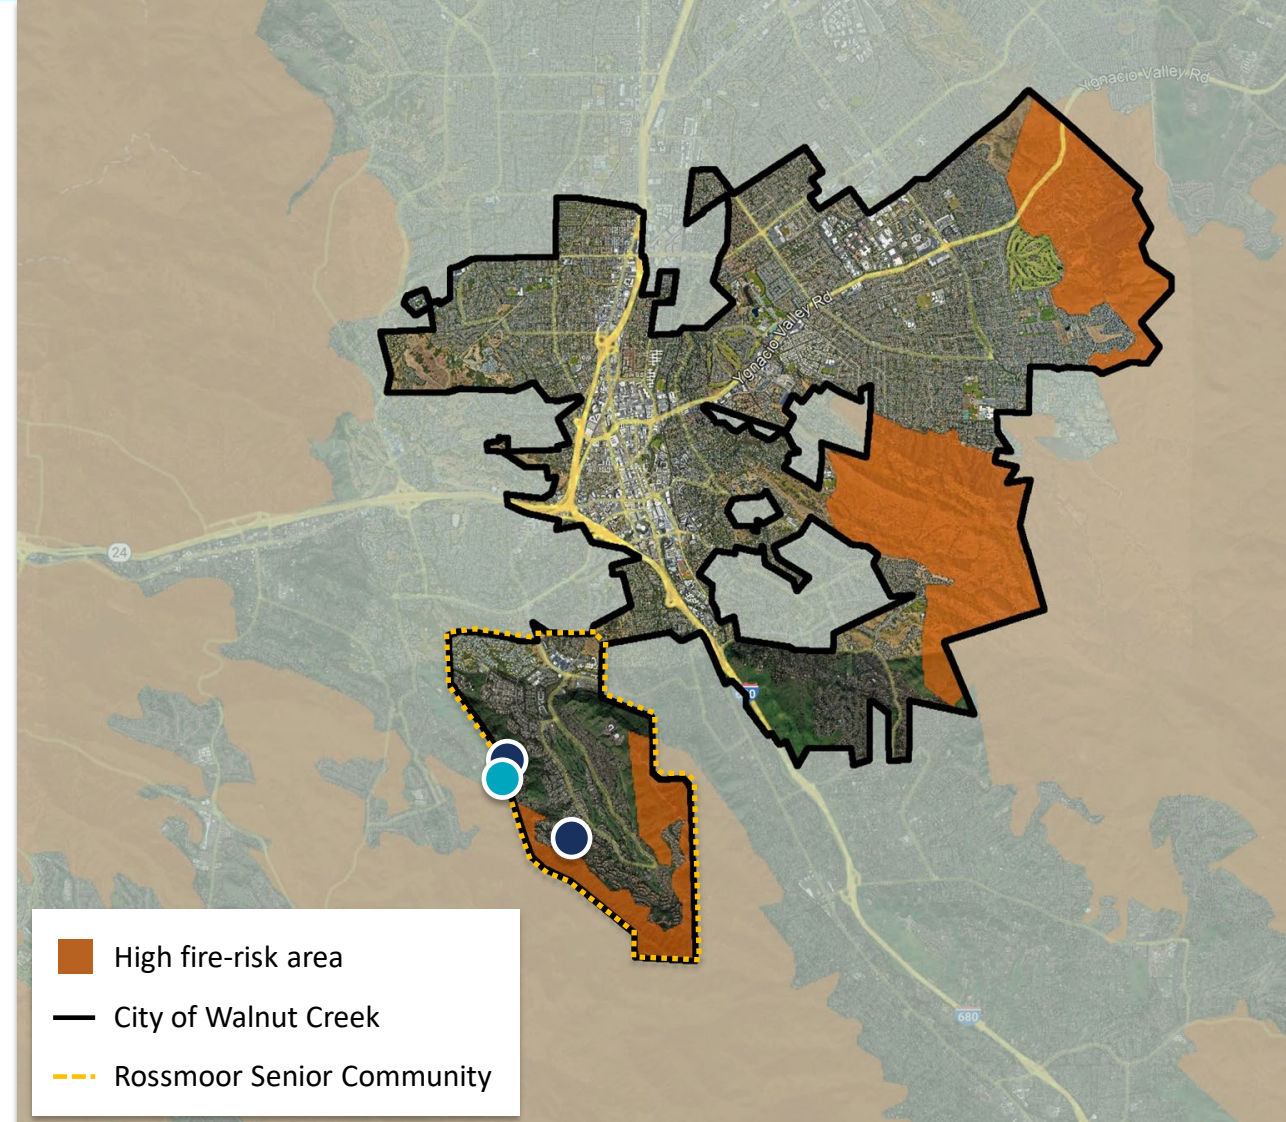 Ygnacio Valley Rd
Ygnacio Valley Rd
24
680
High fire-risk area
City of Walnut Creek
Rossmoor Senior Community